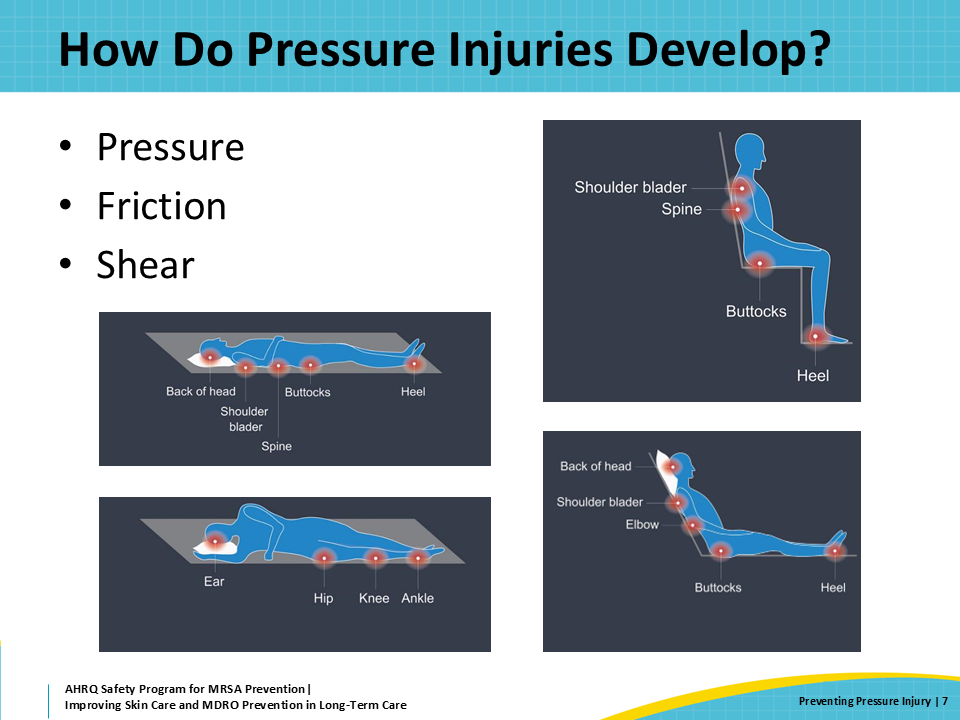 How Do Pressure Injuries Develop?
• Pressure
• Friction
• Shear
Back of head
Shoulder
blader
Spine
Buttocks
Heel
Ear
Hip
Knee
Ankle
Shoulder blader
Spine
Buttocks
Heel
Back of head
Shoulder blader
Elbow
Buttocks
Heel
AHRQ Safety Program for MRSA Prevention|
Improving Skin Care and MDRO Prevention in Long-Term Care
Preventing Pressure Injury | 7